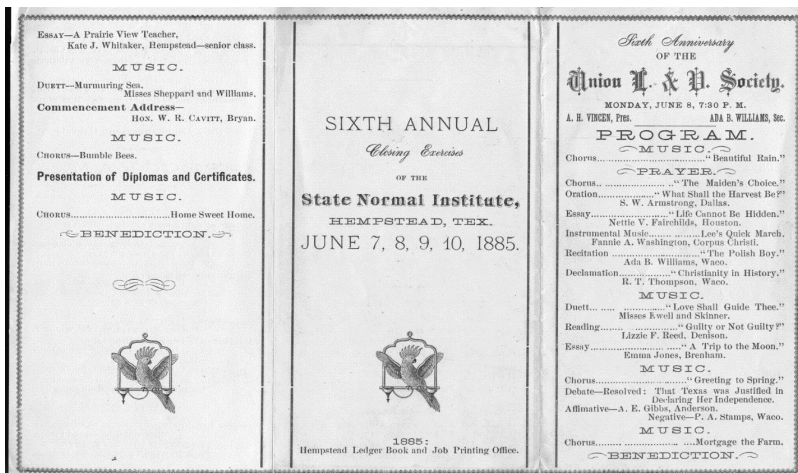 ESSAY—A Prairie View Teacher,
Kate J. Whitaker, Hempstead—senior class.
MUSIC.
DUETT—Murmuring Sea.
Misses Sheppard and Williams.
Commencement Address—
HON. W. R. CAVITT, Bryan.
MUSIC.
CHORUS—Bumble Bees.
Presentation of Diplomas and Certificates.
MUSIC.
CHORUS..................................Home Sweet Home.
BENEDICTION.
SIXTH ANNUAL
Closing Exercises
OF THE
State Normal Institute,
HEMPSTEAD, TEX.
JUNE 7, 8, 9, 10, 1885.
1885:
Hempstead Ledger Book and Job Printing Office.
Sixth Anniversary
OF THE
Union L. & D. Society.
MONDAY, JUNE 8, 7:30 P. M.
A. H. VINCEN, Pres. ADA B. WILLIAMS, Sec.
PROGRAM.
MUSIC.
Chorus...................................."Beautiful Rain."
PRAYER.
Chorus.. ......................"The Maiden's Choice."
Oration...................."What Shall the Harvest Be?"
S. W. Armstrong, Dallas.
Essay........................"Life Cannot Be Hidden."
Nettie V. Fairchilds, Houston.
Instrumental Music................Lee's Quick March.
Fannie A. Washington, Corpus Christi.
Recitation ........................"The Polish Boy."
Ada B. Williams, Waco.
Declamation................"Christianity in History."
R. T. Thompson, Waco.
MUSIC.
Duett... ...... ............"Love Shall Guide Thee."
Misses Ewell and Skinner.
Reading........ ..............."Guilty or Not Guilty?"
Lizzie F. Reed, Denison.
Essay.............................."A Trip to the Moon."
Emma Jones, Brenham.
MUSIC.
Chorus.............................."Greeting to Spring."
Debate—Resolved: That Texas was Justified in
Declaring Her Independence.
Affimative—A. E. Gibbs, Anderson.
Negative—P. A. Stamps, Waco.
MUSIC.
Chorus........ .................. ....Mortgage the Farm.
BENEDICTION.